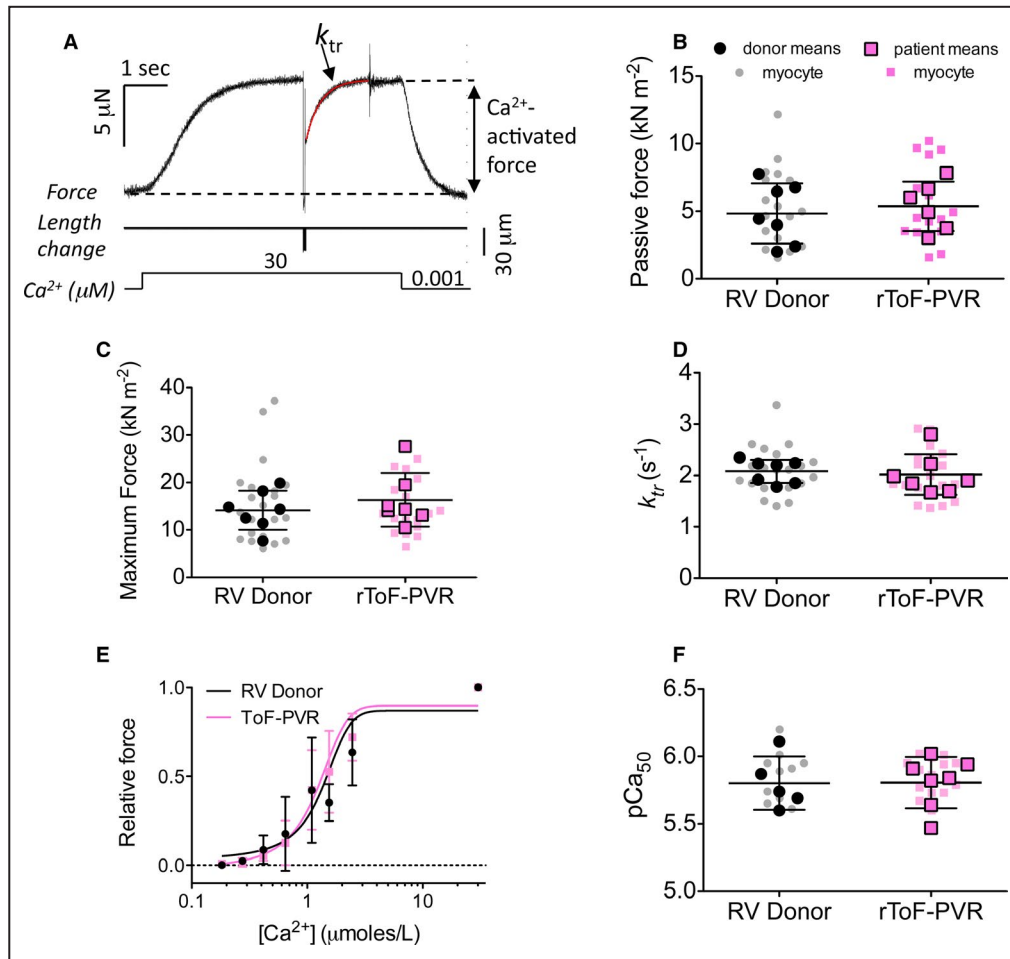 A
1 sec
k_tr
5 μN
Ca²⁺-
activated
force
Force
Length
change
30 μm
30
0.001
Ca²⁺ (μM)
B
donor means
patient means
myocyte
myocyte
Passive force (kN m⁻²)
15
10
5
0
RV Donor
rToF-PVR
C
Maximum Force (kN m⁻²)
40
30
20
10
0
RV Donor
rToF-PVR
D
k_tr (s⁻¹)
4
3
2
1
0
RV Donor
rToF-PVR
E
RV Donor
ToF-PVR
Relative force
1.0
0.5
0.0
0.1
1
10
[Ca²⁺] (μmoles/L)
F
pCa₅₀
6.5
6.0
5.5
5.0
RV Donor
rToF-PVR